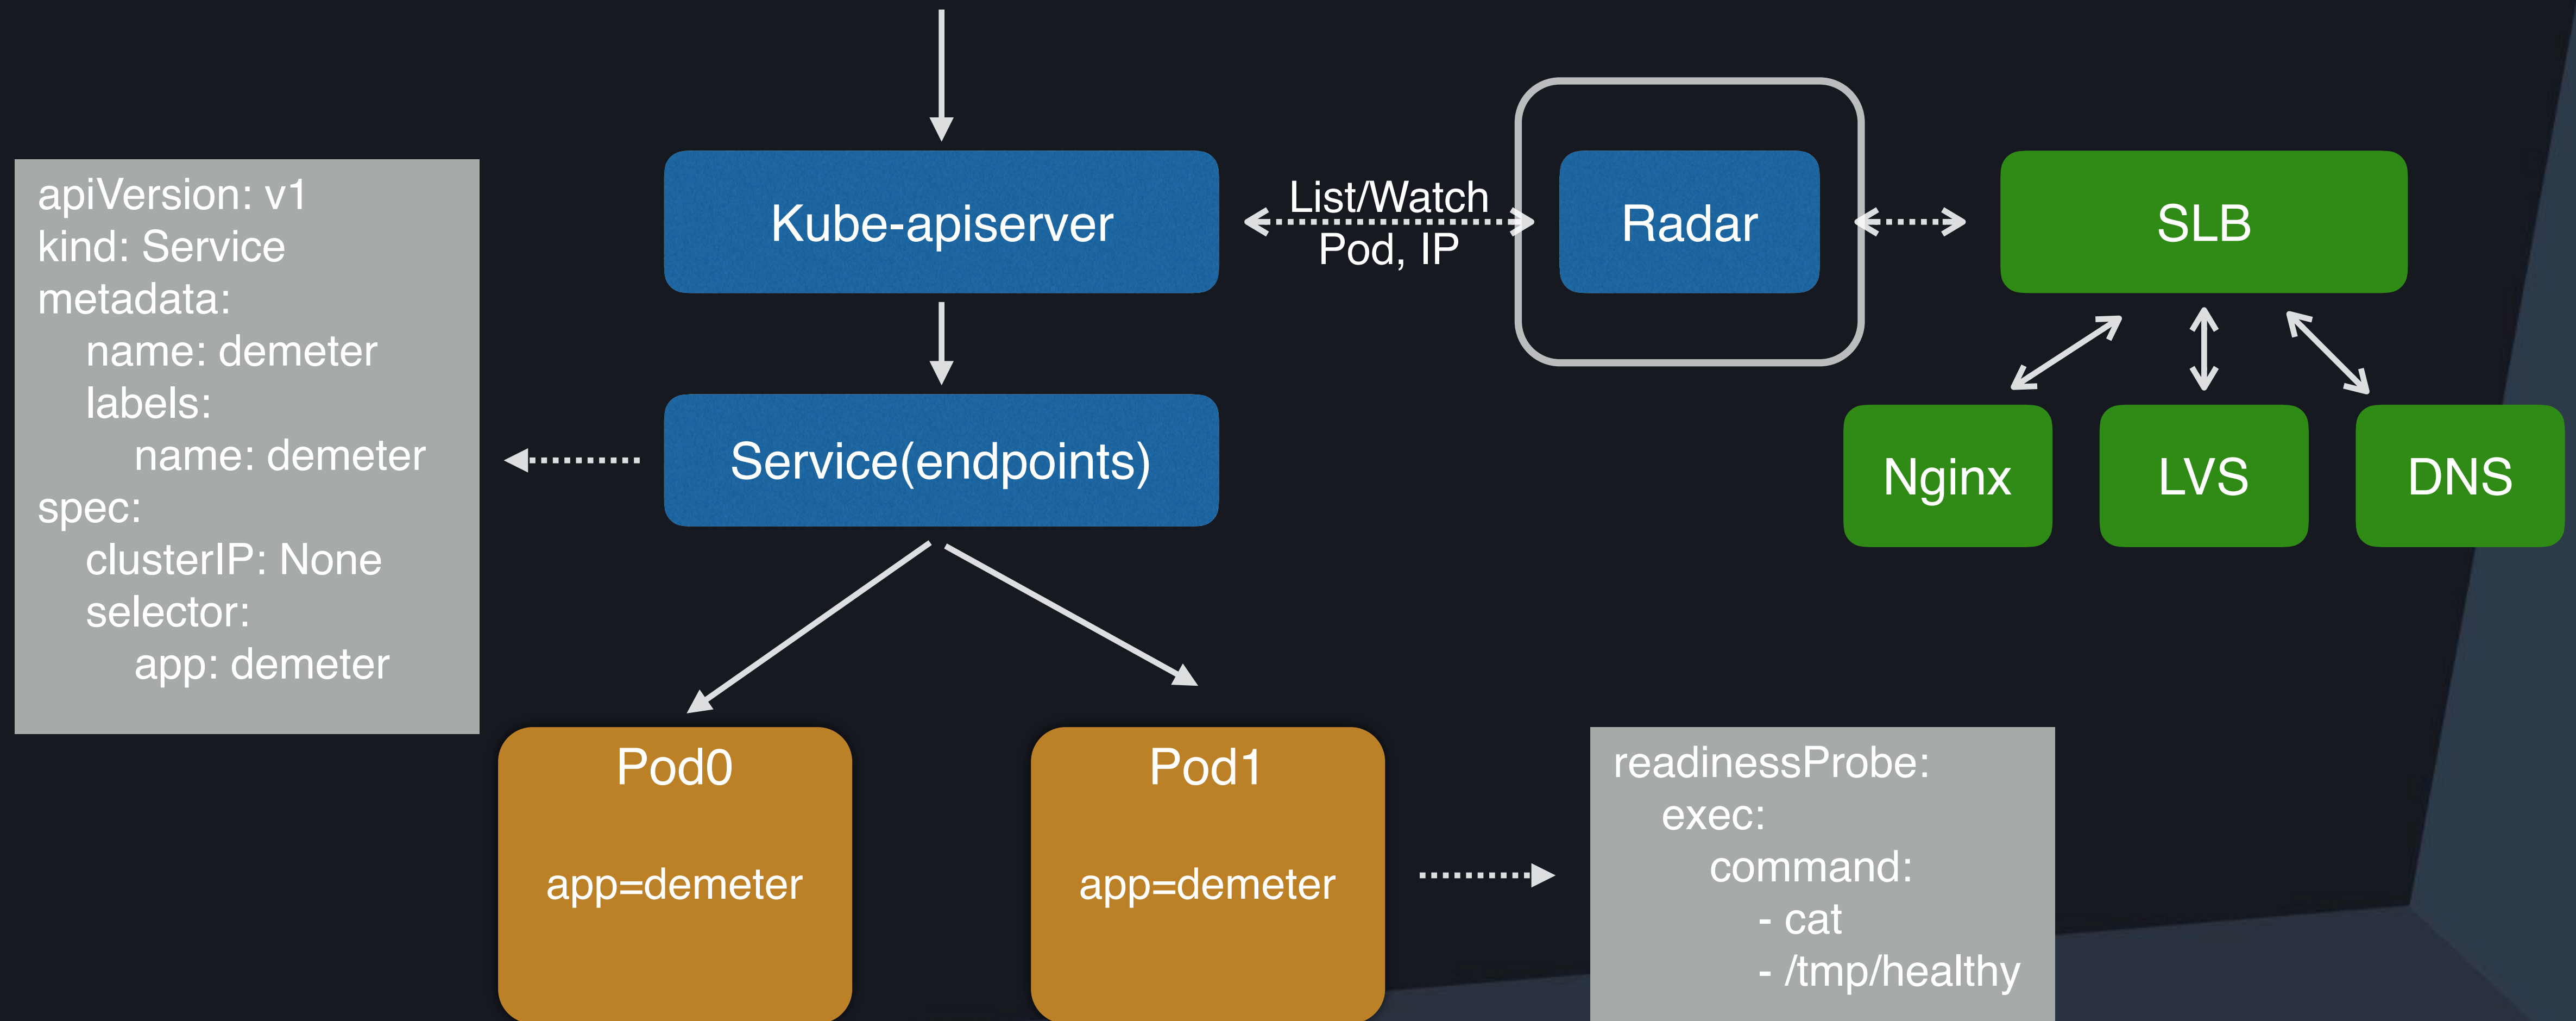 apiVersion: v1
kind: Service
metadata:
name: demeter
labels:
name: demeter
spec:
clusterIP: None
selector:
app: demeter
Kube-apiserver
List/Watch
Pod, IP
Radar
SLB
Service(endpoints)
Nginx
LVS
DNS
Pod0
app=demeter
Pod1
app=demeter
readinessProbe:
exec:
command:
- cat
- /tmp/healthy